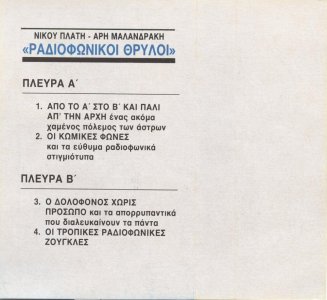 ΝΙΚΟΥ ΠΛΑΤΗ - ΑΡΗ ΜΑΛΑΝΔΡΑΚΗ
«ΡΑΔΙΟΦΩΝΙΚΟΙ ΘΡΥΛΟΙ»
ΠΛΕΥΡΑ Α΄
1. ΑΠΟ ΤΟ Α΄ ΣΤΟ Β΄ ΚΑΙ ΠΑΛΙ
ΑΠ' ΤΗΝ ΑΡΧΗ ένας ακόμα
χαμένος πόλεμος των άστρων
2. ΟΙ ΚΩΜΙΚΕΣ ΦΩΝΕΣ
και τα εύθυμα ραδιοφωνικά
στιγμιότυπα
ΠΛΕΥΡΑ Β΄
3. Ο ΔΟΛΟΦΟΝΟΣ ΧΩΡΙΣ
ΠΡΟΣΩΠΟ και τα απορρυπαντικά
που διαλευκαίνουν τα πάντα
4. ΟΙ ΤΡΟΠΙΚΕΣ ΡΑΔΙΟΦΩΝΙΚΕΣ
ΖΟΥΓΚΛΕΣ